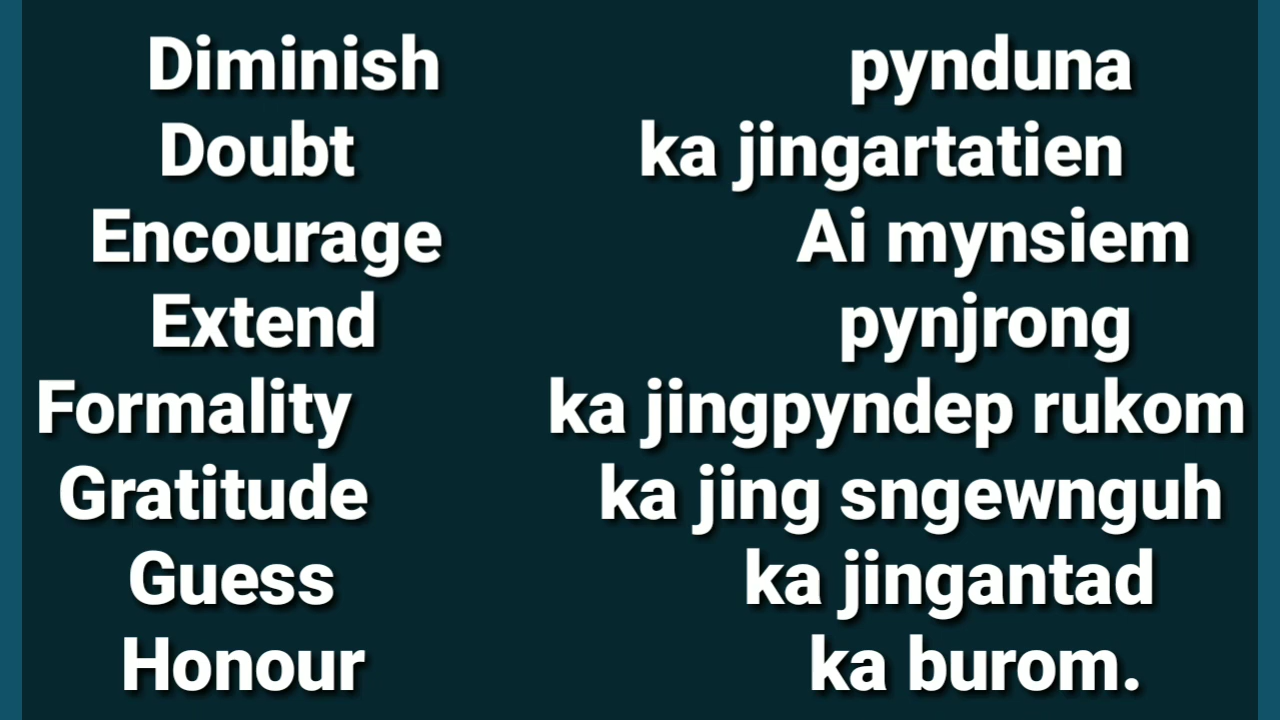 Diminish pynduna
Doubt ka jingartatien
Encourage Ai mynsiem
Extend pynjrong
Formality ka jingpyndep rukom
Gratitude ka jing sngewnguh
Guess ka jingantad
Honour ka burom.